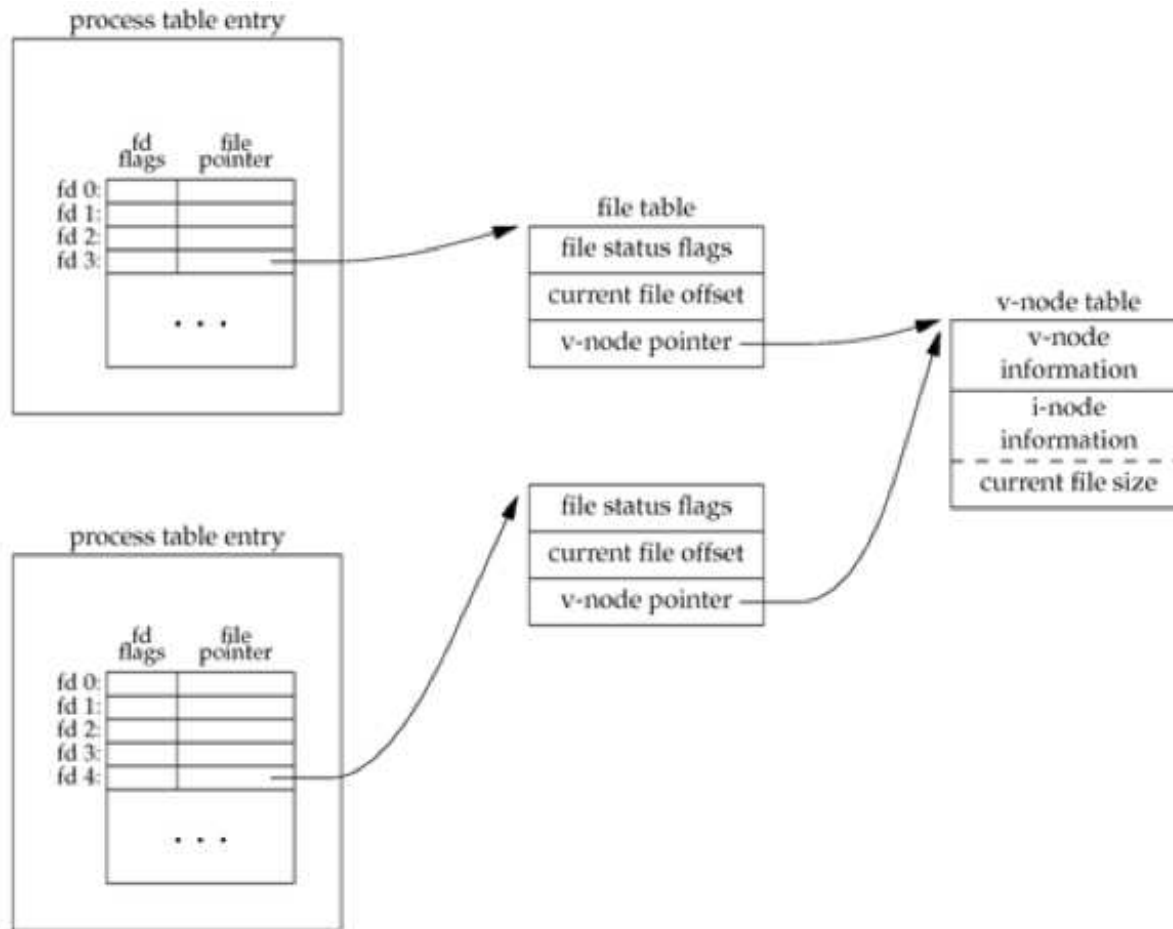 process table entry
fd
flags
file
pointer
fd 0:
fd 1:
fd 2:
fd 3:
. . .
file table
file status flags
current file offset
v-node pointer
v-node table
v-node
information
i-node
information
current file size
file status flags
current file offset
v-node pointer
process table entry
fd
flags
file
pointer
fd 0:
fd 1:
fd 2:
fd 3:
fd 4:
. . .